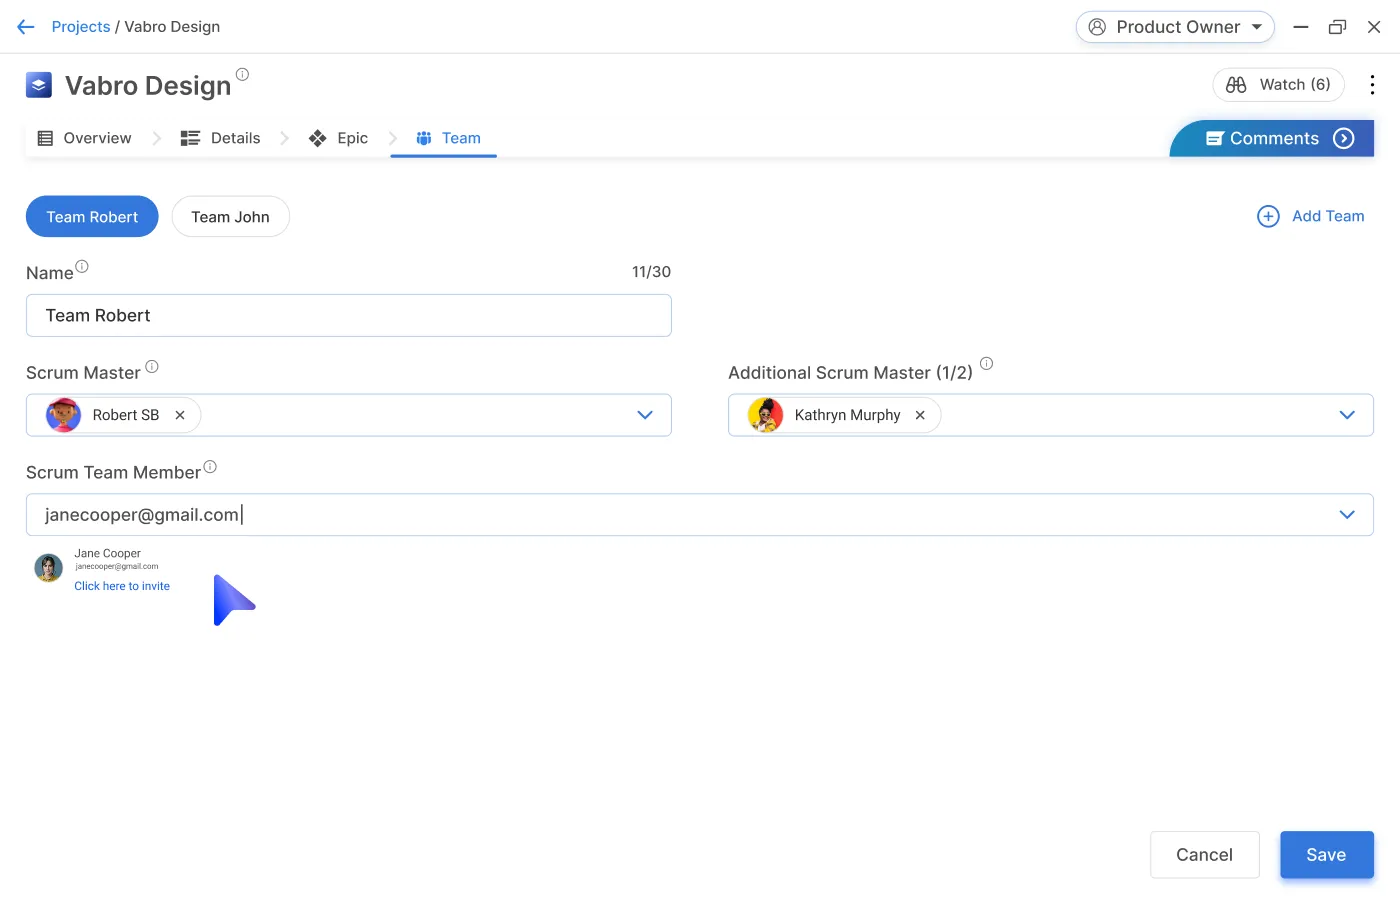 Projects / Vabro Design
Product Owner
Vabro Design
Watch (6)
Overview
Details
Epic
Team
Comments
Team Robert
Team John
Add Team
Name
11/30
Team Robert
Scrum Master
Additional Scrum Master (1/2)
Robert SB
Kathryn Murphy
Scrum Team Member
janecooper@gmail.com
Jane Cooper
janecooper@gmail.com
Click here to invite
Cancel
Save